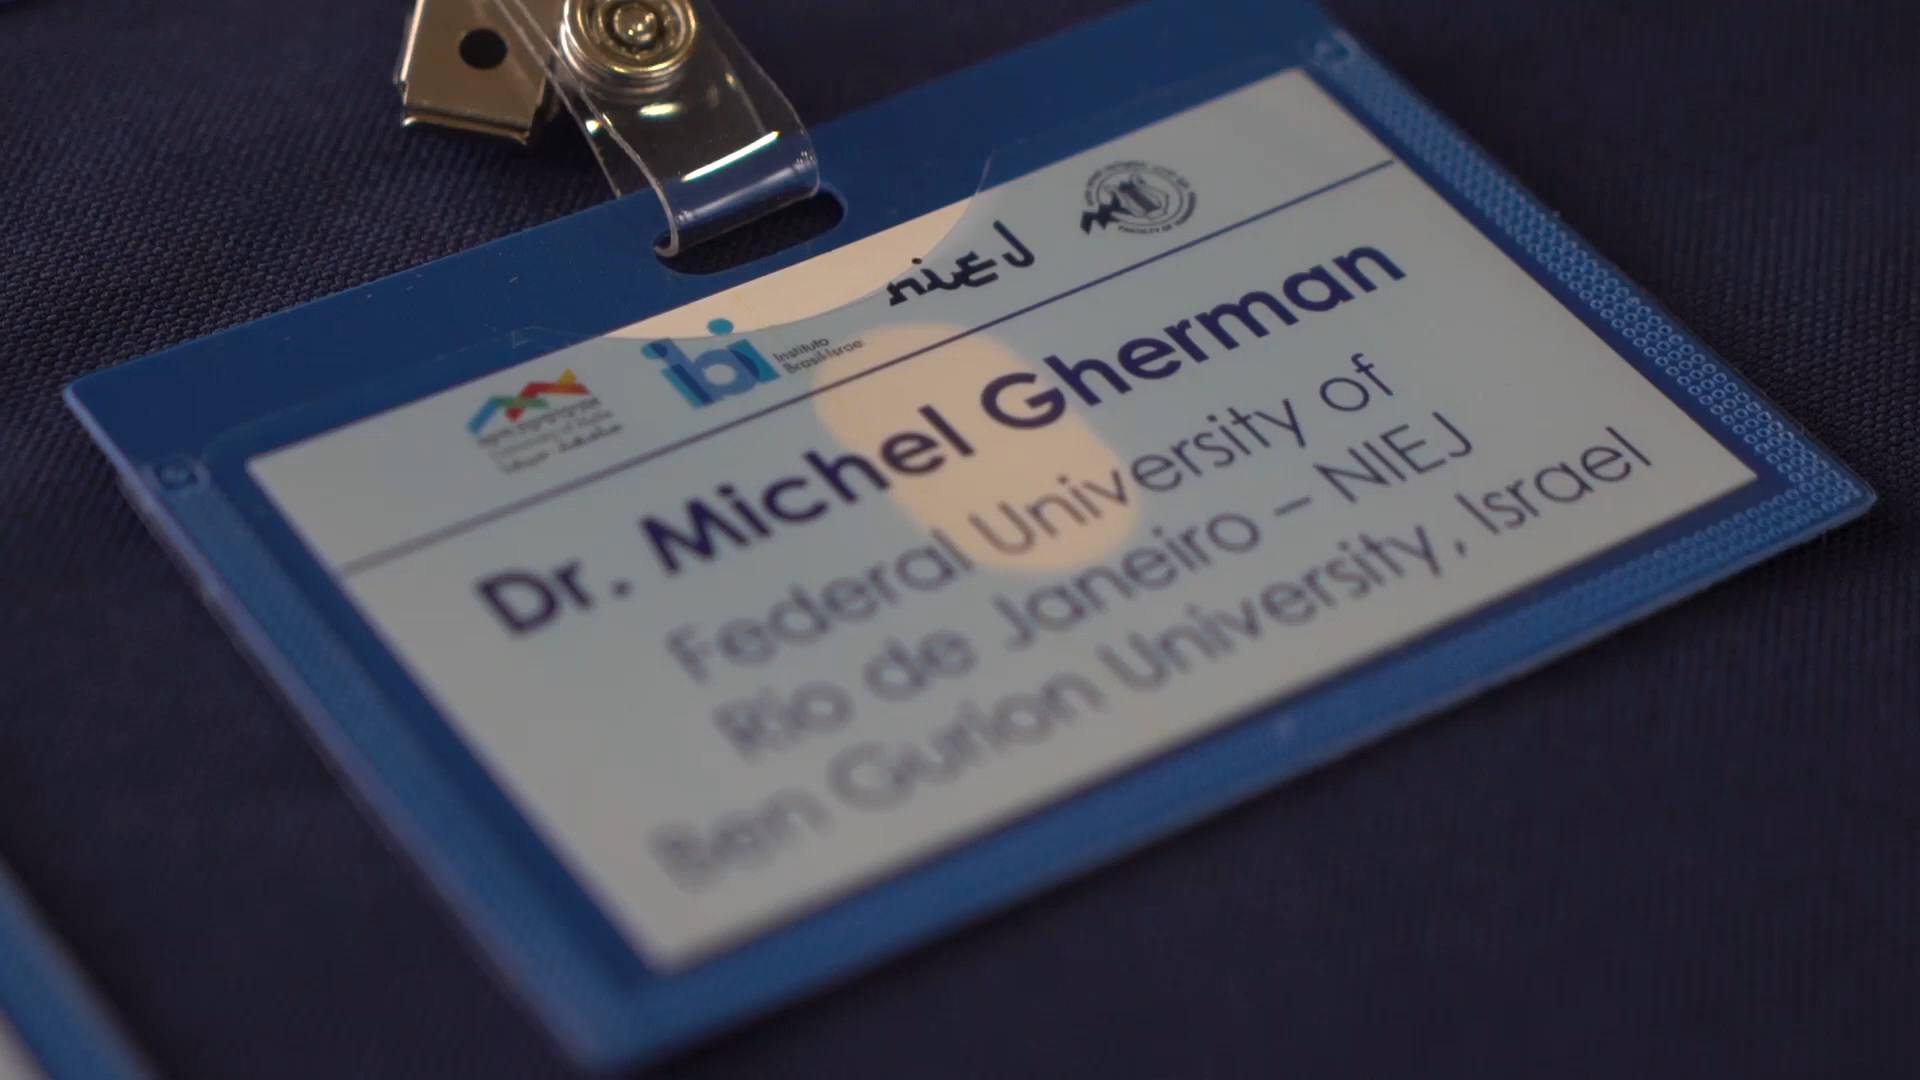 ibi
Instituto
Brasil-Israel
NIEJ
Dr. Michel Gherman
Federal University of
Rio de Janeiro – NIEJ
Ben Gurion University, Israel